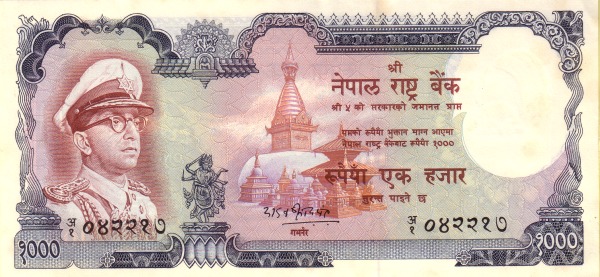 श्री
नेपाल राष्ट्र बैंक
श्री ५ को सरकारको जमानत प्राप्त
यसको रूपैयाँ भुक्तान माग्न आएमा
नेपाल राष्ट्र बैंकबाट रूपैयाँ १०००
रूपैयाँ एक हजार
तुरुन्त पाइने छ
गभर्नर
अ/१ ०४२२१७
अ/१ ०४२२१७
१०००
१०००